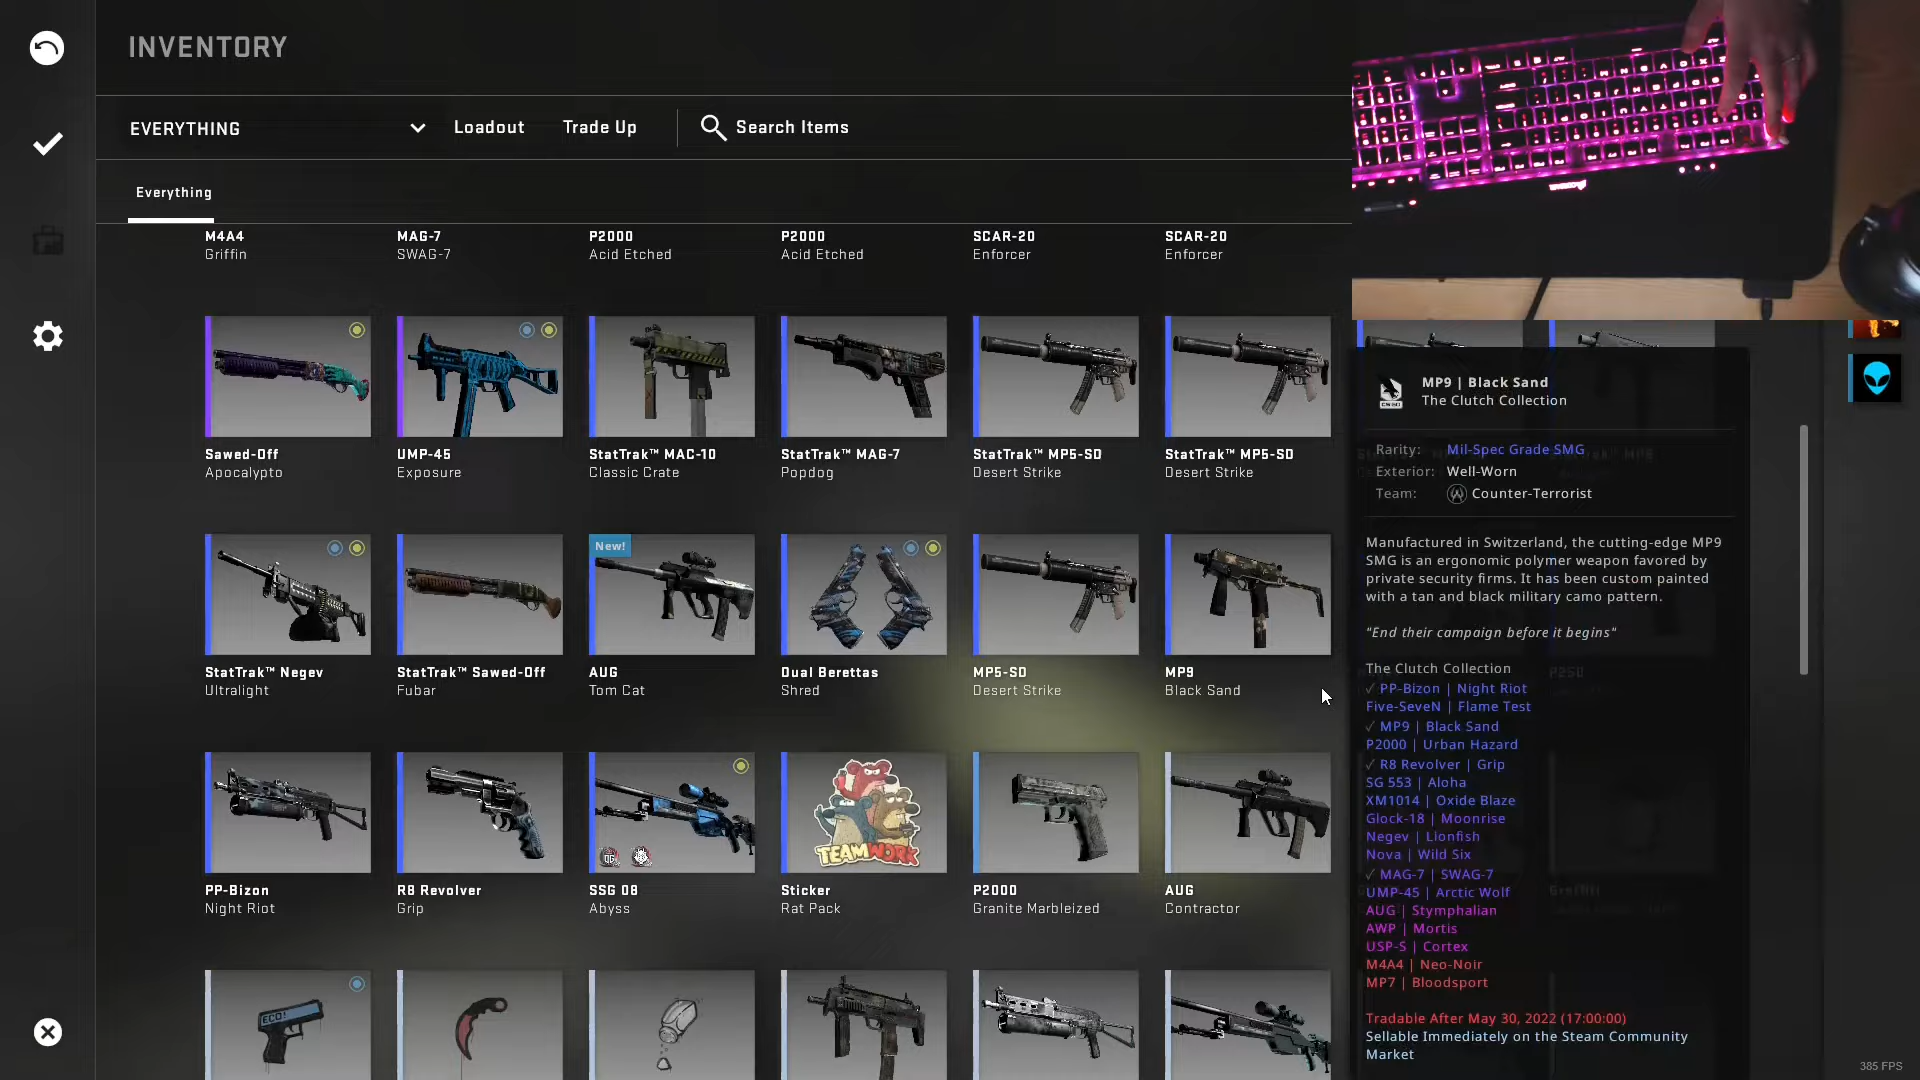 INVENTORY
EVERYTHING
Loadout
Trade Up
Search Items
Everything
M4A4
Griffin
MAG-7
SWAG-7
P2000
Acid Etched
P2000
Acid Etched
SCAR-20
Enforcer
SCAR-20
Enforcer
Sawed-Off
Apocalypto
UMP-45
Exposure
StatTrak™ MAC-10
Classic Crate
StatTrak™ MAG-7
Popdog
StatTrak™ MP5-SD
Desert Strike
StatTrak™ MP5-SD
Desert Strike
StatTrak™ Negev
Ultralight
StatTrak™ Sawed-Off
Fubar
New!
AUG
Tom Cat
Dual Berettas
Shred
MP5-SD
Desert Strike
MP9
Black Sand
PP-Bizon
Night Riot
R8 Revolver
Grip
SSG 08
Abyss
TEAMWORK
Sticker
Rat Pack
P2000
Granite Marbleized
AUG
Contractor
ECO!
MP9 | Black Sand
The Clutch Collection
Rarity: Mil-Spec Grade SMG
Exterior: Well-Worn
Team: Counter-Terrorist
Manufactured in Switzerland, the cutting-edge MP9
SMG is an ergonomic polymer weapon favored by
private security firms. It has been custom painted
with a tan and black military camo pattern.
"End their campaign before it begins"
The Clutch Collection
✓ PP-Bizon | Night Riot
Five-SeveN | Flame Test
✓ MP9 | Black Sand
P2000 | Urban Hazard
✓ R8 Revolver | Grip
SG 553 | Aloha
XM1014 | Oxide Blaze
Glock-18 | Moonrise
Negev | Lionfish
Nova | Wild Six
✓ MAG-7 | SWAG-7
UMP-45 | Arctic Wolf
AUG | Stymphalian
AWP | Mortis
USP-S | Cortex
M4A4 | Neo-Noir
MP7 | Bloodsport
Tradable After May 30, 2022 (17:00:00)
Sellable Immediately on the Steam Community
Market
385 FPS